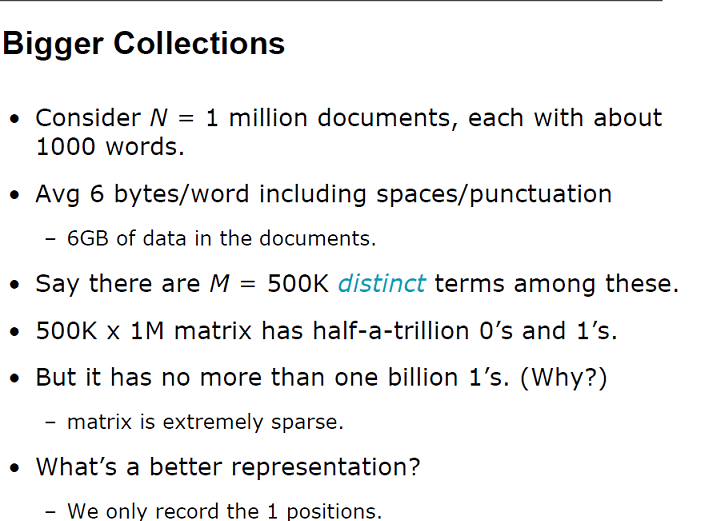 Bigger Collections
• Consider N = 1 million documents, each with about
1000 words.
• Avg 6 bytes/word including spaces/punctuation
– 6GB of data in the documents.
• Say there are M = 500K distinct terms among these.
• 500K x 1M matrix has half-a-trillion 0’s and 1’s.
• But it has no more than one billion 1’s. (Why?)
– matrix is extremely sparse.
• What’s a better representation?
– We only record the 1 positions.